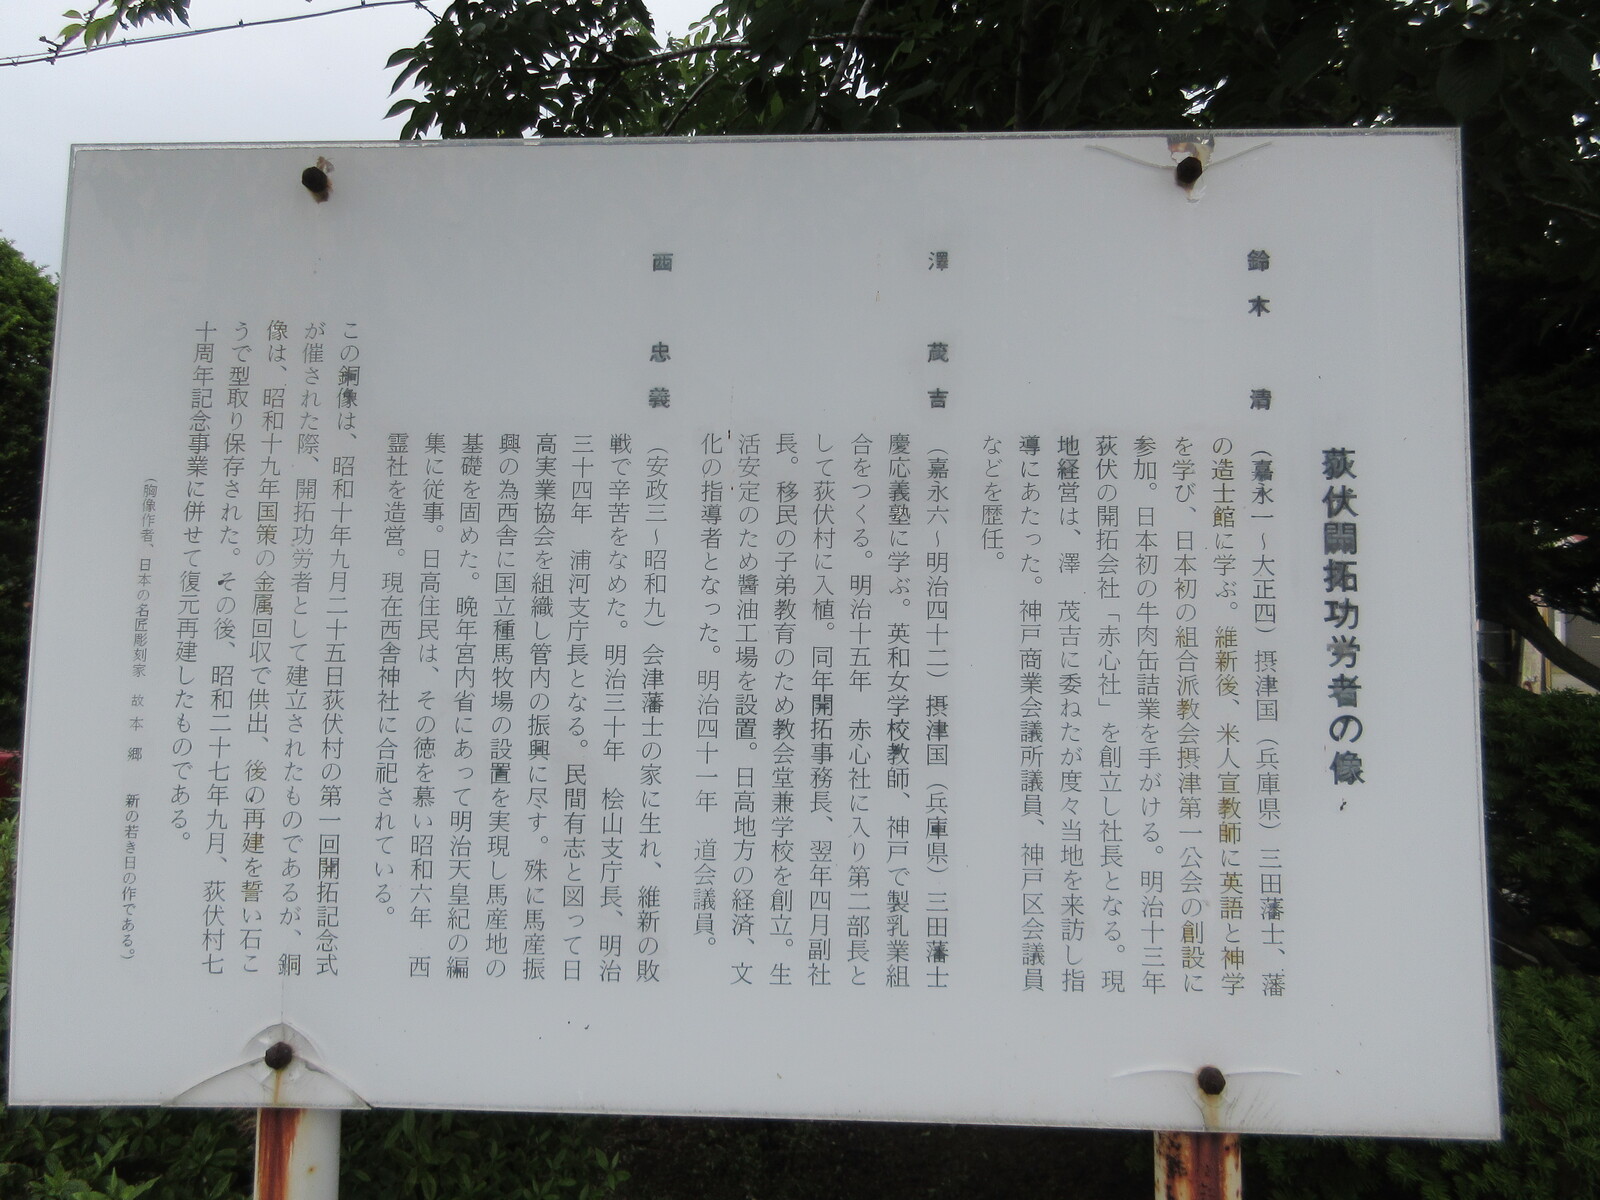 荻伏開拓功労者の像
鈴木 清
(嘉永一～大正四)摂津国(兵庫県)三田藩士、藩
の造士館に学ぶ。維新後、米人宣教師に英語と神学
を学び、日本初の組合派教会摂津第一公会の創設に
参加。日本初の牛肉缶詰業を手がける。明治十三年
荻伏の開拓会社「赤心社」を創立し社長となる。現
地経営は、澤 茂吉に委ねたが度々当地を来訪し指
導にあたった。神戸商業会議所議員、神戸区会議員
などを歴任。
澤 茂吉
(嘉永六～明治四十二)摂津国(兵庫県)三田藩士
慶応義塾に学ぶ。英和女学校教師、神戸で製乳業組
合をつくる。明治十五年 赤心社に入り第二部長と
して荻伏村に入植。同年開拓事務長、翌年四月副社
長。移民の子弟教育のため教会堂兼学校を創立。生
活安定のため醬油工場を設置。日高地方の経済、文
化の指導者となった。明治四十一年 道会議員。
西 忠義
(安政三～昭和九)会津藩士の家に生れ、維新の敗
戦で辛苦をなめた。明治三十年 桧山支庁長、明治
三十四年 浦河支庁長となる。民間有志と図って日
高実業協会を組織し管内の振興に尽す。殊に馬産振
興の為西舎に国立種馬牧場の設置を実現し馬産地の
基礎を固めた。晩年宮内省にあって明治天皇紀の編
集に従事。日高住民は、その徳を慕い昭和六年 西
霊社を造営。現在西舎神社に合祀されている。
この銅像は、昭和十年九月二十五日荻伏村の第一回開拓記念式
が催された際、開拓功労者として建立されたものであるが、銅
像は、昭和十九年国策の金属回収で供出、後の再建を誓い石こ
うで型取り保存された。その後、昭和二十七年九月、荻伏村七
十周年記念事業に併せて復元再建したものである。
(胸像作者、日本の名匠彫刻家 故 本 郷 新の若き日の作である。)